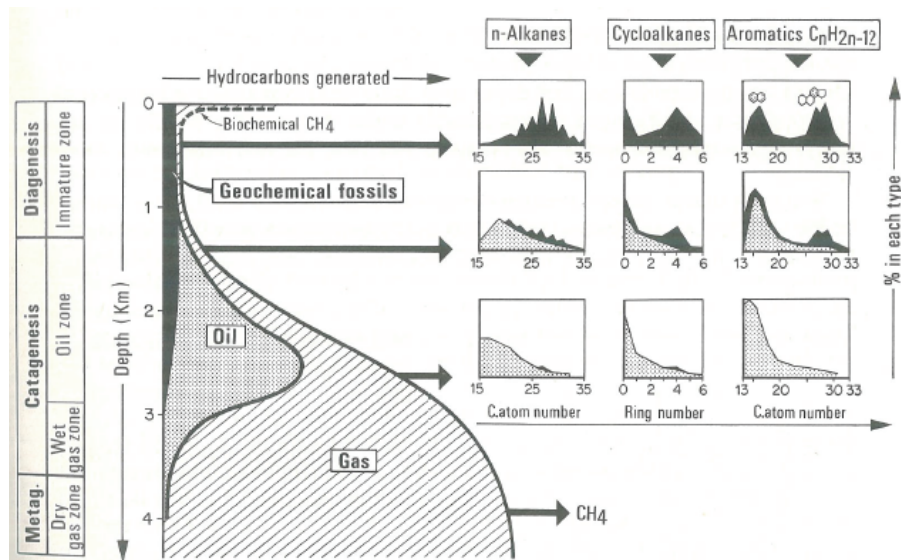 n-Alkanes
Cycloalkanes
Aromatics CnH2n-12
Hydrocarbons generated
0
Biochemical CH4
15 25 35
0 2 4 6
13 20 30 33
Diagenesis
Immature zone
Geochemical fossils
1
15 25 35
0 2 4 6
13 20 30 33
% in each type
Catagenesis
Oil zone
Depth (Km)
2
Oil
15 25 35
0 2 4 6
13 20 30 33
C.atom number
Ring number
C.atom number
3
Wet
gas zone
Gas
Metag.
Dry
gas zone
4
CH4